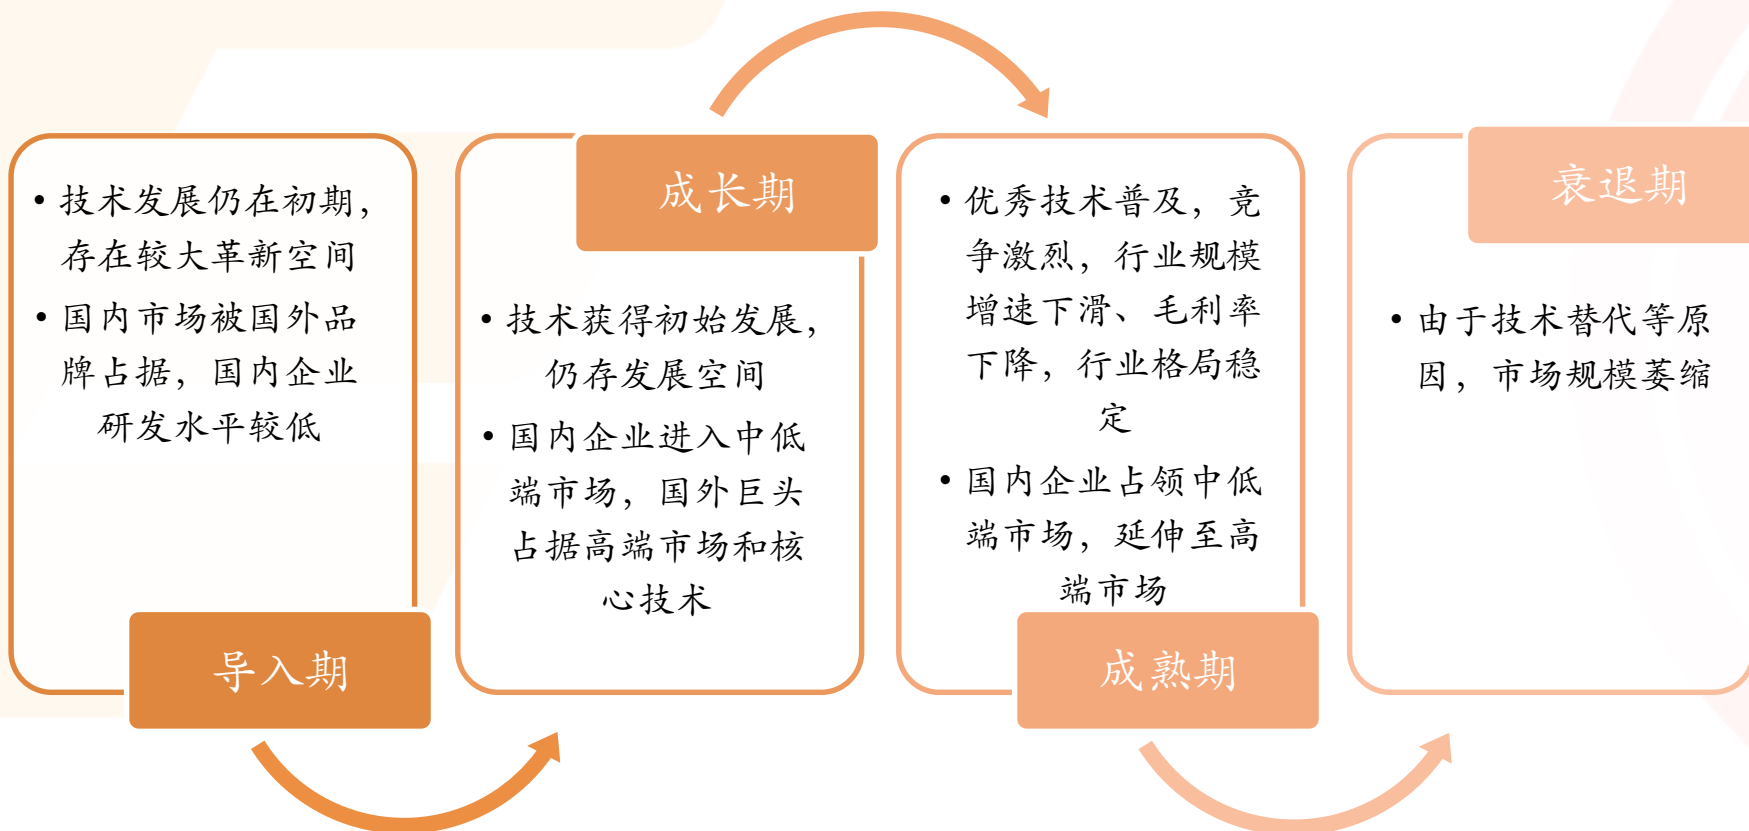 • 技术发展仍在初期，
存在较大革新空间
• 国内市场被国外品
牌占据，国内企业
研发水平较低
导入期
成长期
• 技术获得初始发展，
仍存发展空间
• 国内企业进入中低
端市场，国外巨头
占据高端市场和核
心技术
• 优秀技术普及，竞
争激烈，行业规模
增速下滑、毛利率
下降，行业格局稳
定
• 国内企业占领中低
端市场，延伸至高
端市场
成熟期
衰退期
• 由于技术替代等原
因，市场规模萎缩